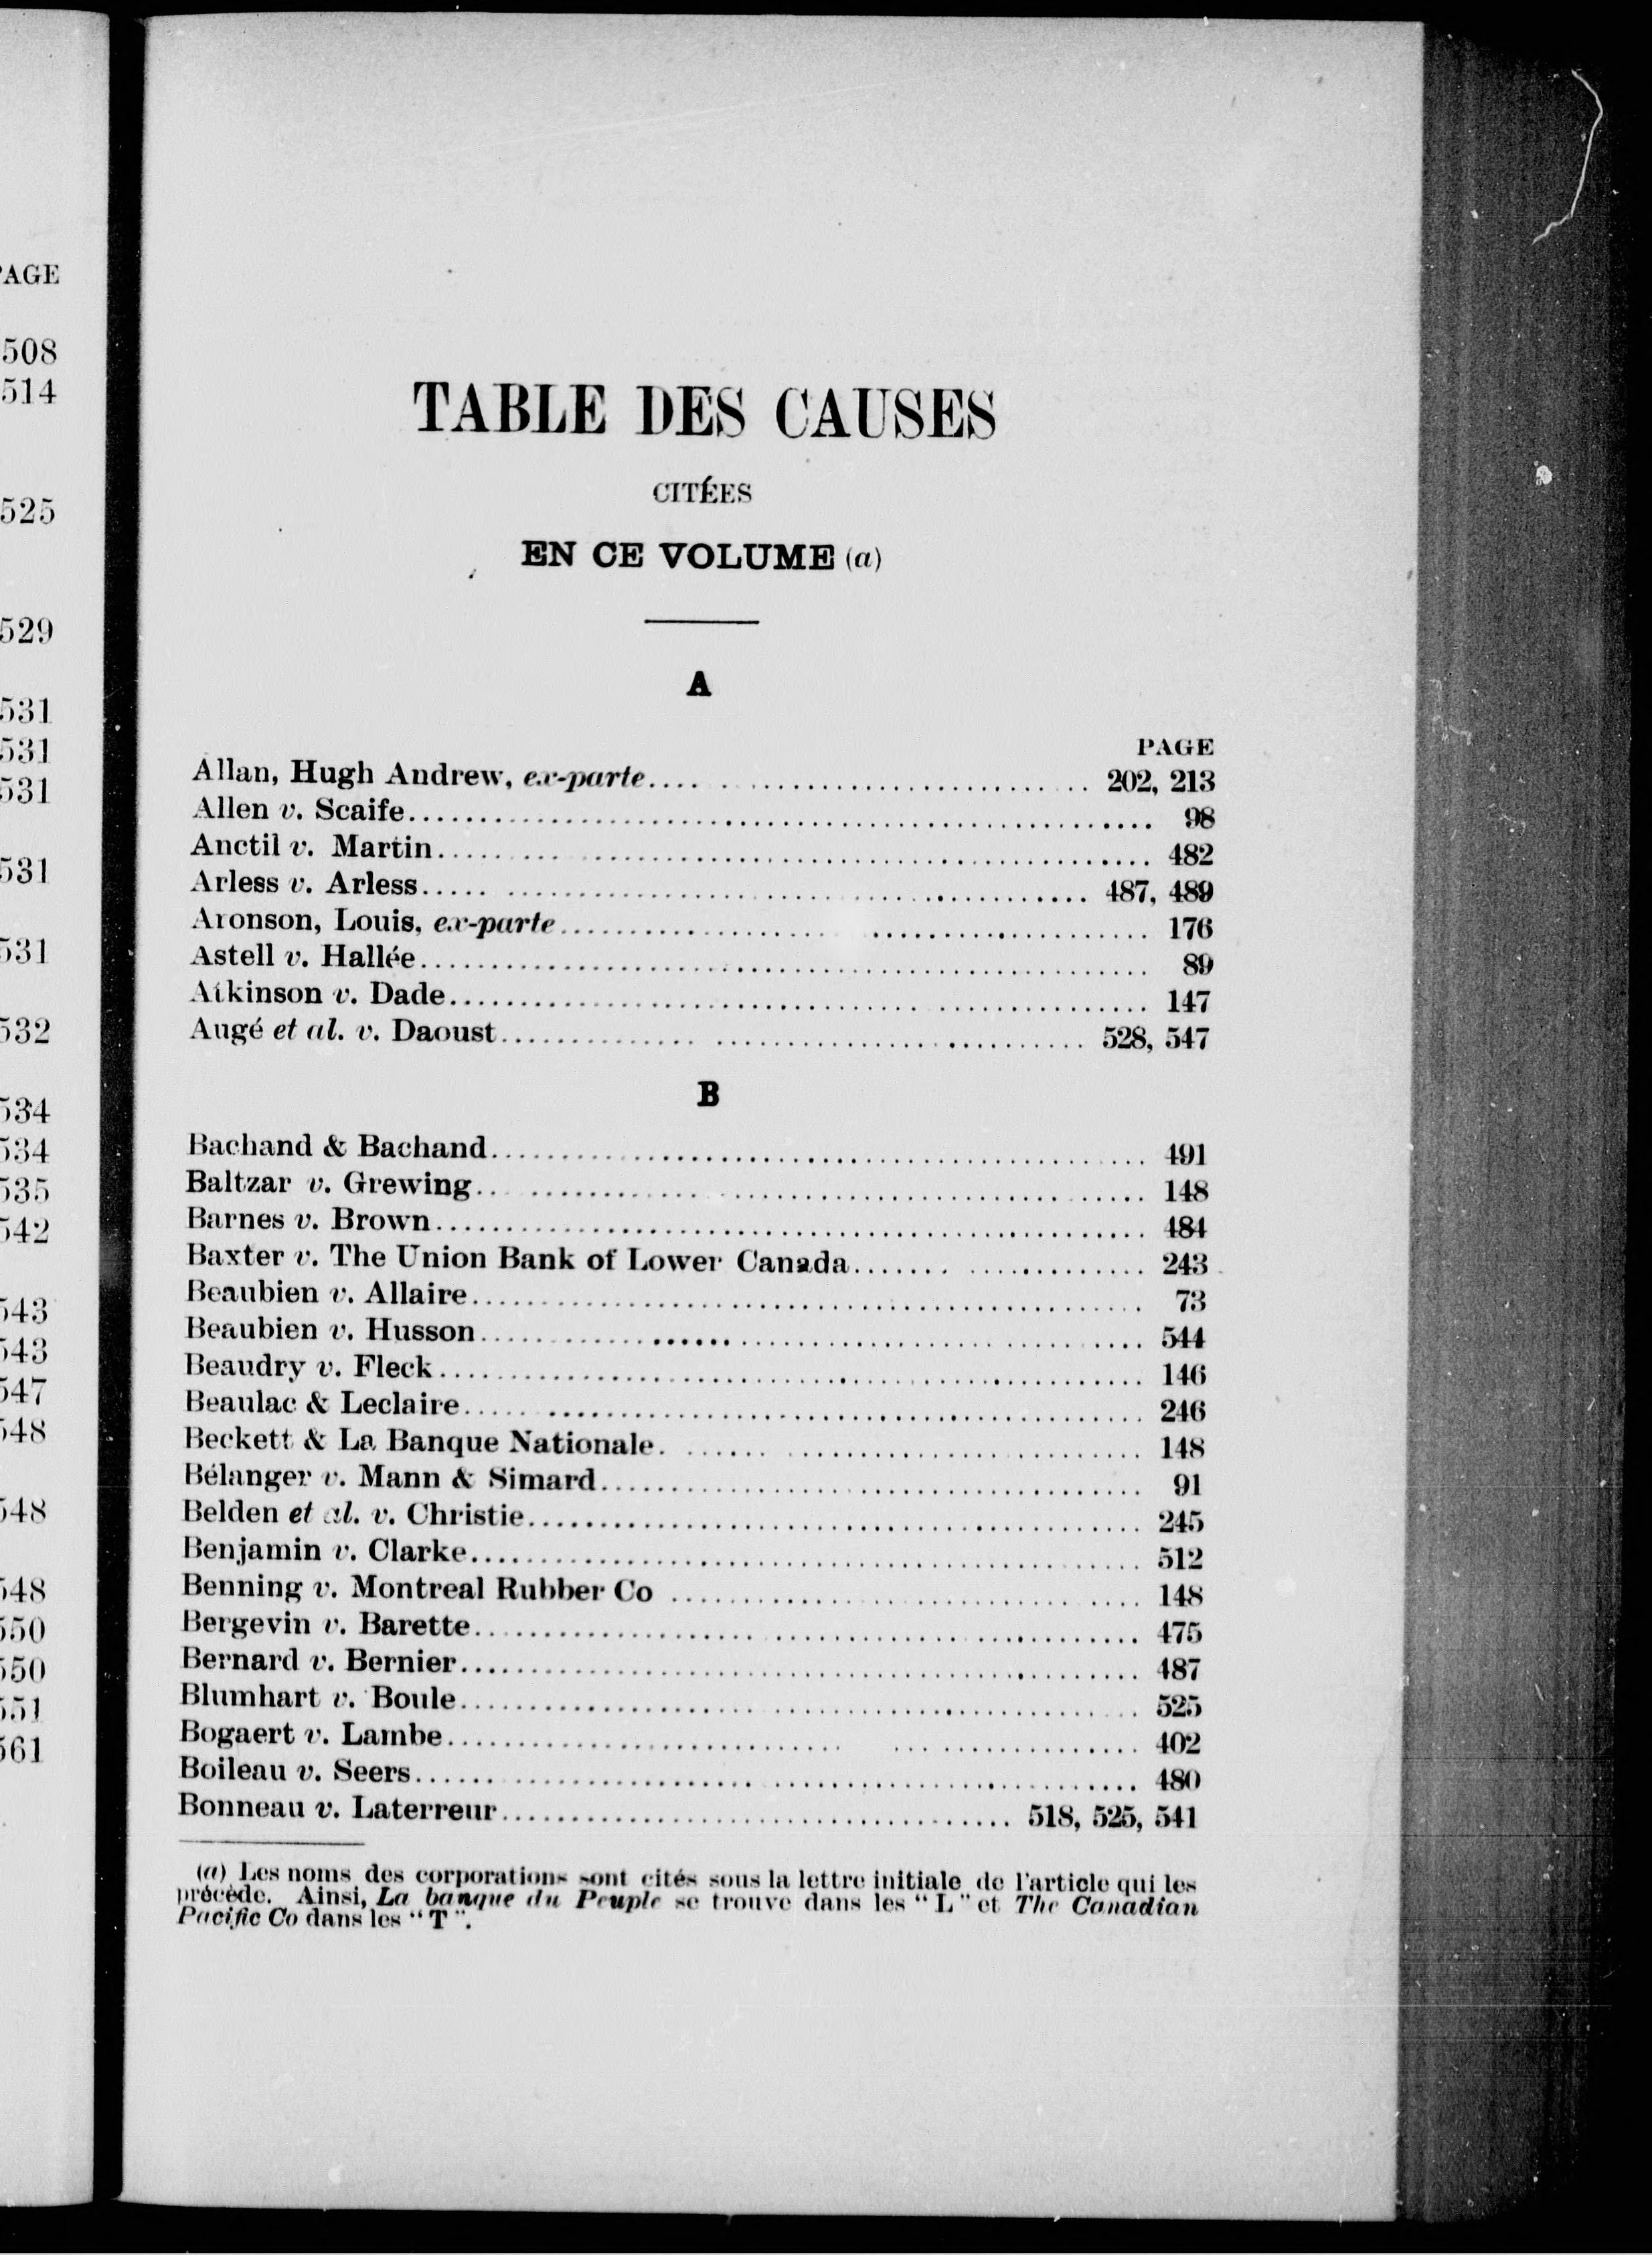 PAGE
508
514
525
529
531
531
531
531
531
532
534
534
535
542
543
543
547
548
548
548
550
550
551
561
TABLE DES CAUSES
CITÉES
EN CE VOLUME (a)
A
PAGE
Allan, Hugh Andrew, ex-parte.... .............................. 202, 213
Allen v. Scaife.................................................... 98
Anctil v. Martin................................................... 482
Arless v. Arless..... ......................................... 487, 489
Aronson, Louis, ex-parte........................................... 176
Astell v. Hallée................................................... 89
Atkinson v. Dade................................................... 147
Augé et al. v. Daoust.............. ........................... 528, 547
B
Bachand & Bachand.................................................. 491
Baltzar v. Grewing................................................. 148
Barnes v. Brown.................................................... 484
Baxter v. The Union Bank of Lower Canada....... ........... 243
Beaubien v. Allaire................................................ 73
Beaubien v. Husson................................................. 544
Beaudry v. Fleck................................................... 146
Beaulac & Leclaire..... ........................................... 246
Beckett & La Banque Nationale. ...... ......................... 148
Bélanger v. Mann & Simard.......................................... 91
Belden et al. v. Christie.......................................... 245
Benjamin v. Clarke................................................. 512
Benning v. Montreal Rubber Co .................................. 148
Bergevin v. Barette................................................ 475
Bernard v. Bernier................................................. 487
Blumhart v. Boule.................................................. 525
Bogaert v. Lambe............................ .................. 402
Boileau v. Seers................................................... 480
Bonneau v. Laterreur..................................... 518, 525, 541
(a) Les noms des corporations sont cités sous la lettre initiale de l'article qui les
précède. Ainsi, La banque du Peuple se trouve dans les "L" et The Canadian
Pacific Co dans les "T".